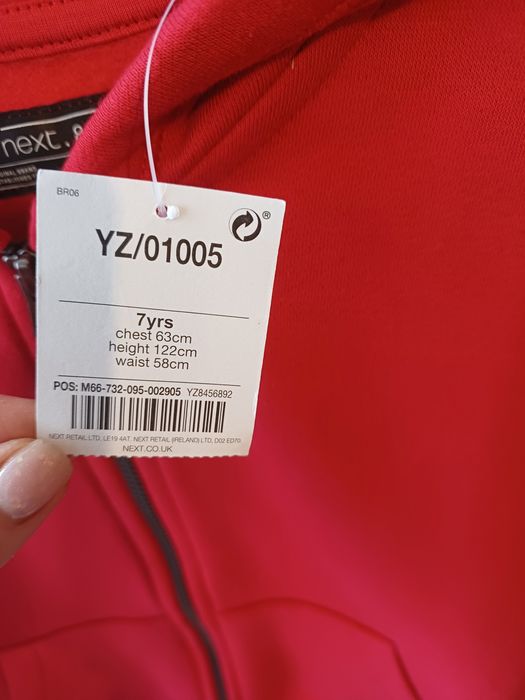 next.
BR06
YZ/01005
7yrs
chest 63cm
height 122cm
waist 58cm
POS: M66-732-095-002905 YZ8456892
NEXT RETAIL LTD, LE19 4AT. NEXT RETAIL (IRELAND) LTD, D02 ED70.
NEXT.CO.UK